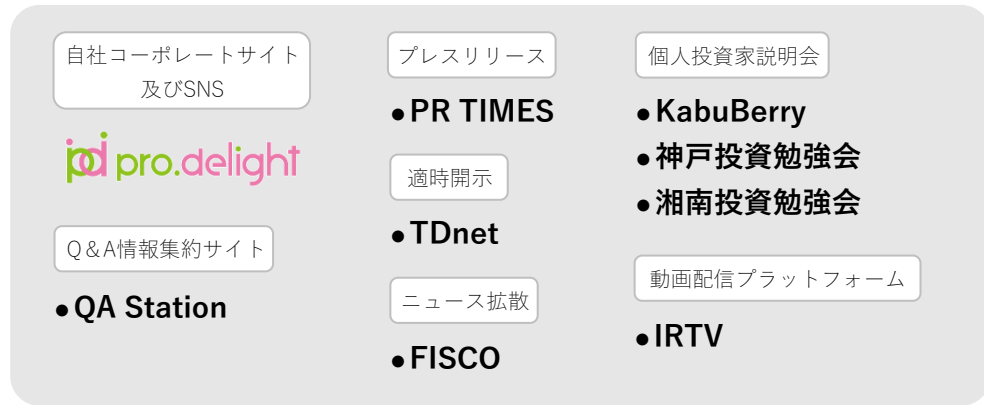 自社コーポレートサイト
及びSNS
pdi pro.delight
Q&A情報集約サイト
●QA Station
プレスリリース
●PR TIMES
適時開示
●TDnet
ニュース拡散
●FISCO
個人投資家説明会
●KabuBerry
●神戸投資勉強会
●湘南投資勉強会
動画配信プラットフォーム
●IRTV